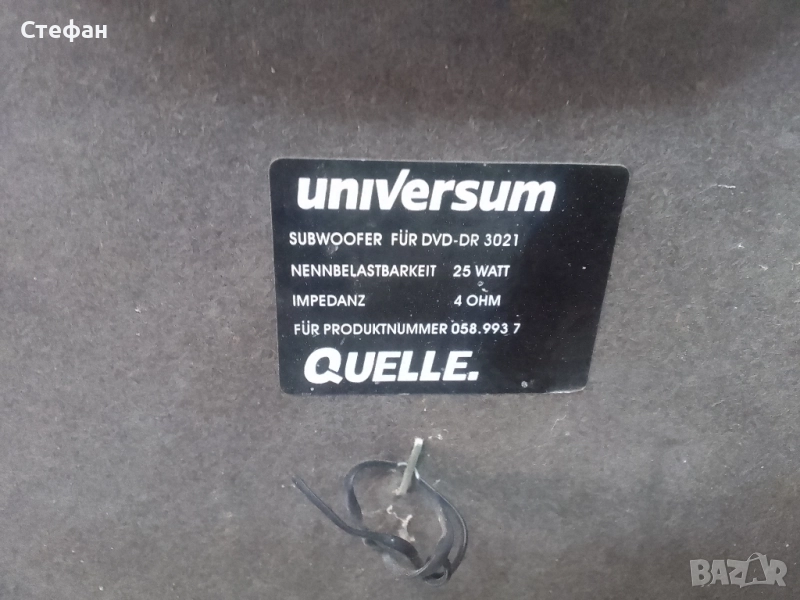 Стефан
universum
SUBWOOFER FÜR DVD-DR 3021
NENNBELASTBARKEIT 25 WATT
IMPEDANZ 4 OHM
FÜR PRODUKTNUMMER 058.993 7
QUELLE.
BAZAR